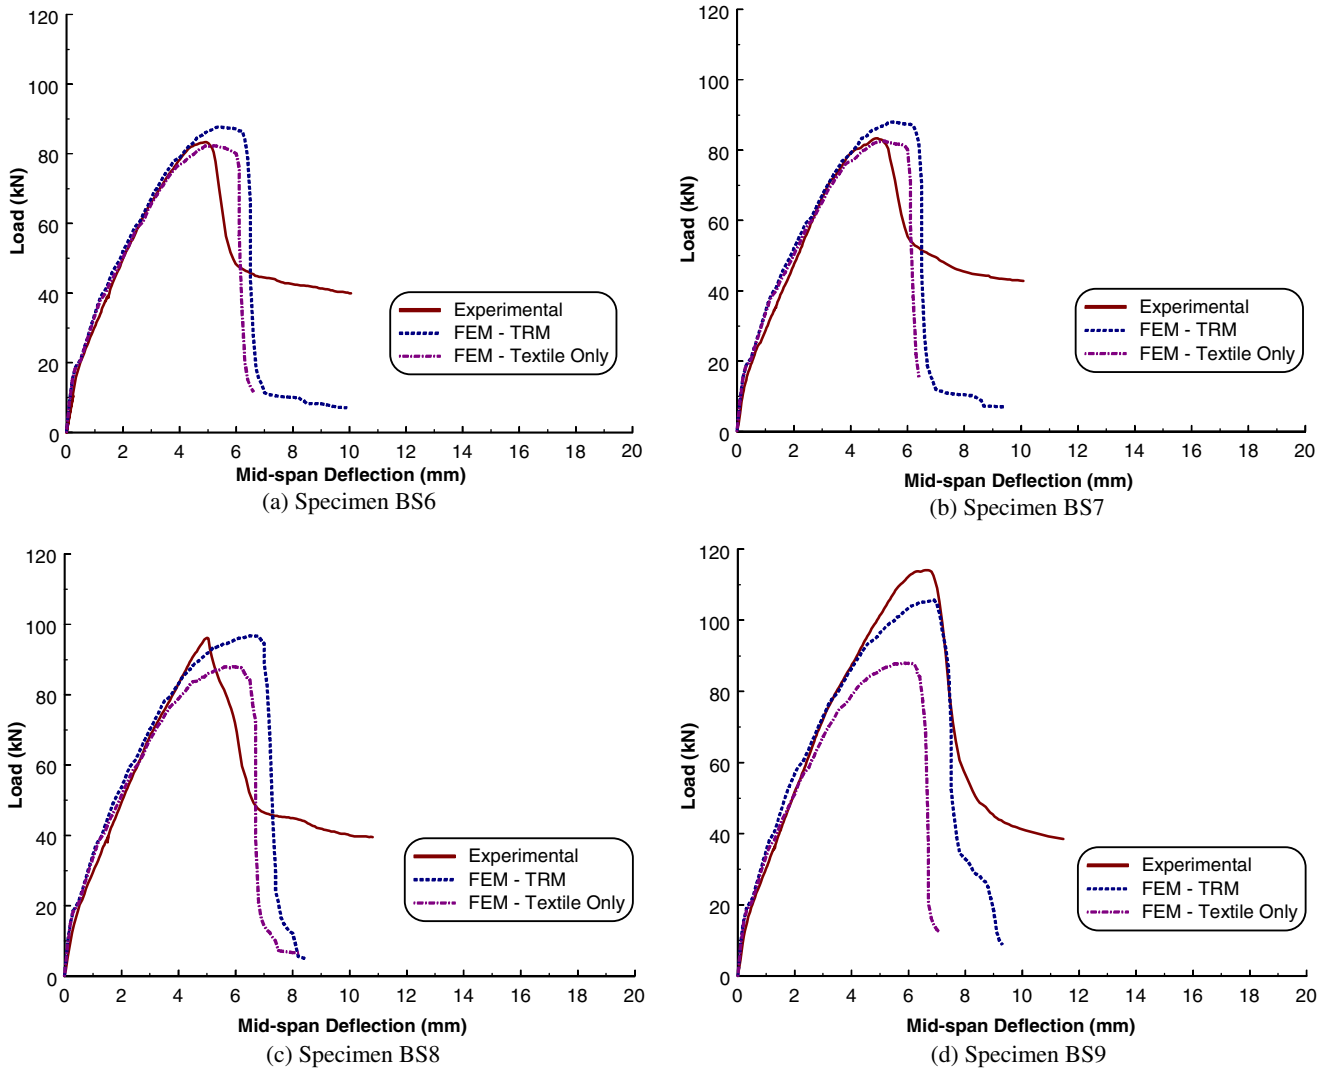 120
100
80
60
40
20
0
Load (kN)
Experimental
FEM - TRM
FEM - Textile Only
0 2 4 6 8 10 12 14 16 18 20
Mid-span Deflection (mm)
(a) Specimen BS6
120
100
80
60
40
20
0
Load (kN)
Experimental
FEM - TRM
FEM - Textile Only
0 2 4 6 8 10 12 14 16 18 20
Mid-span Deflection (mm)
(b) Specimen BS7
120
100
80
60
40
20
0
Load (kN)
Experimental
FEM - TRM
FEM - Textile Only
0 2 4 6 8 10 12 14 16 18 20
Mid-span Deflection (mm)
(c) Specimen BS8
120
100
80
60
40
20
0
Load (kN)
Experimental
FEM - TRM
FEM - Textile Only
0 2 4 6 8 10 12 14 16 18 20
Mid-span Deflection (mm)
(d) Specimen BS9